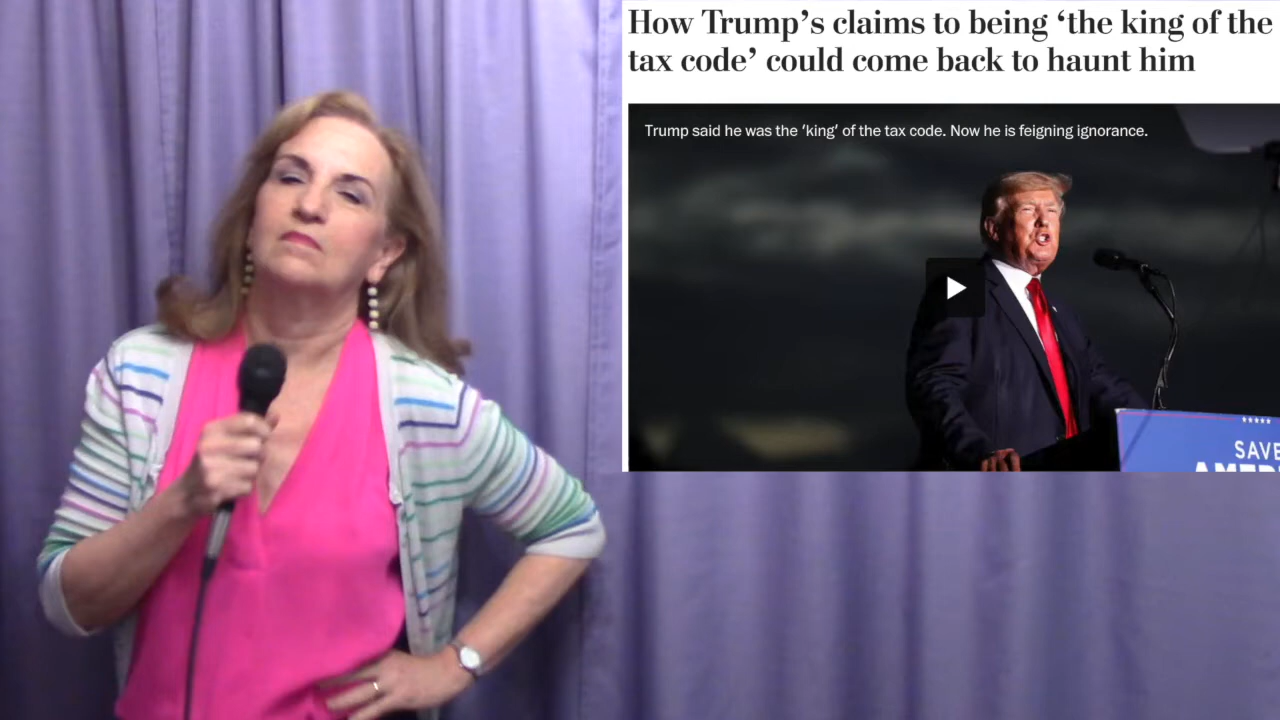 How Trump’s claims to being ‘the king of the
tax code’ could come back to haunt him
Trump said he was the ‘king’ of the tax code. Now he is feigning ignorance.
SAVE